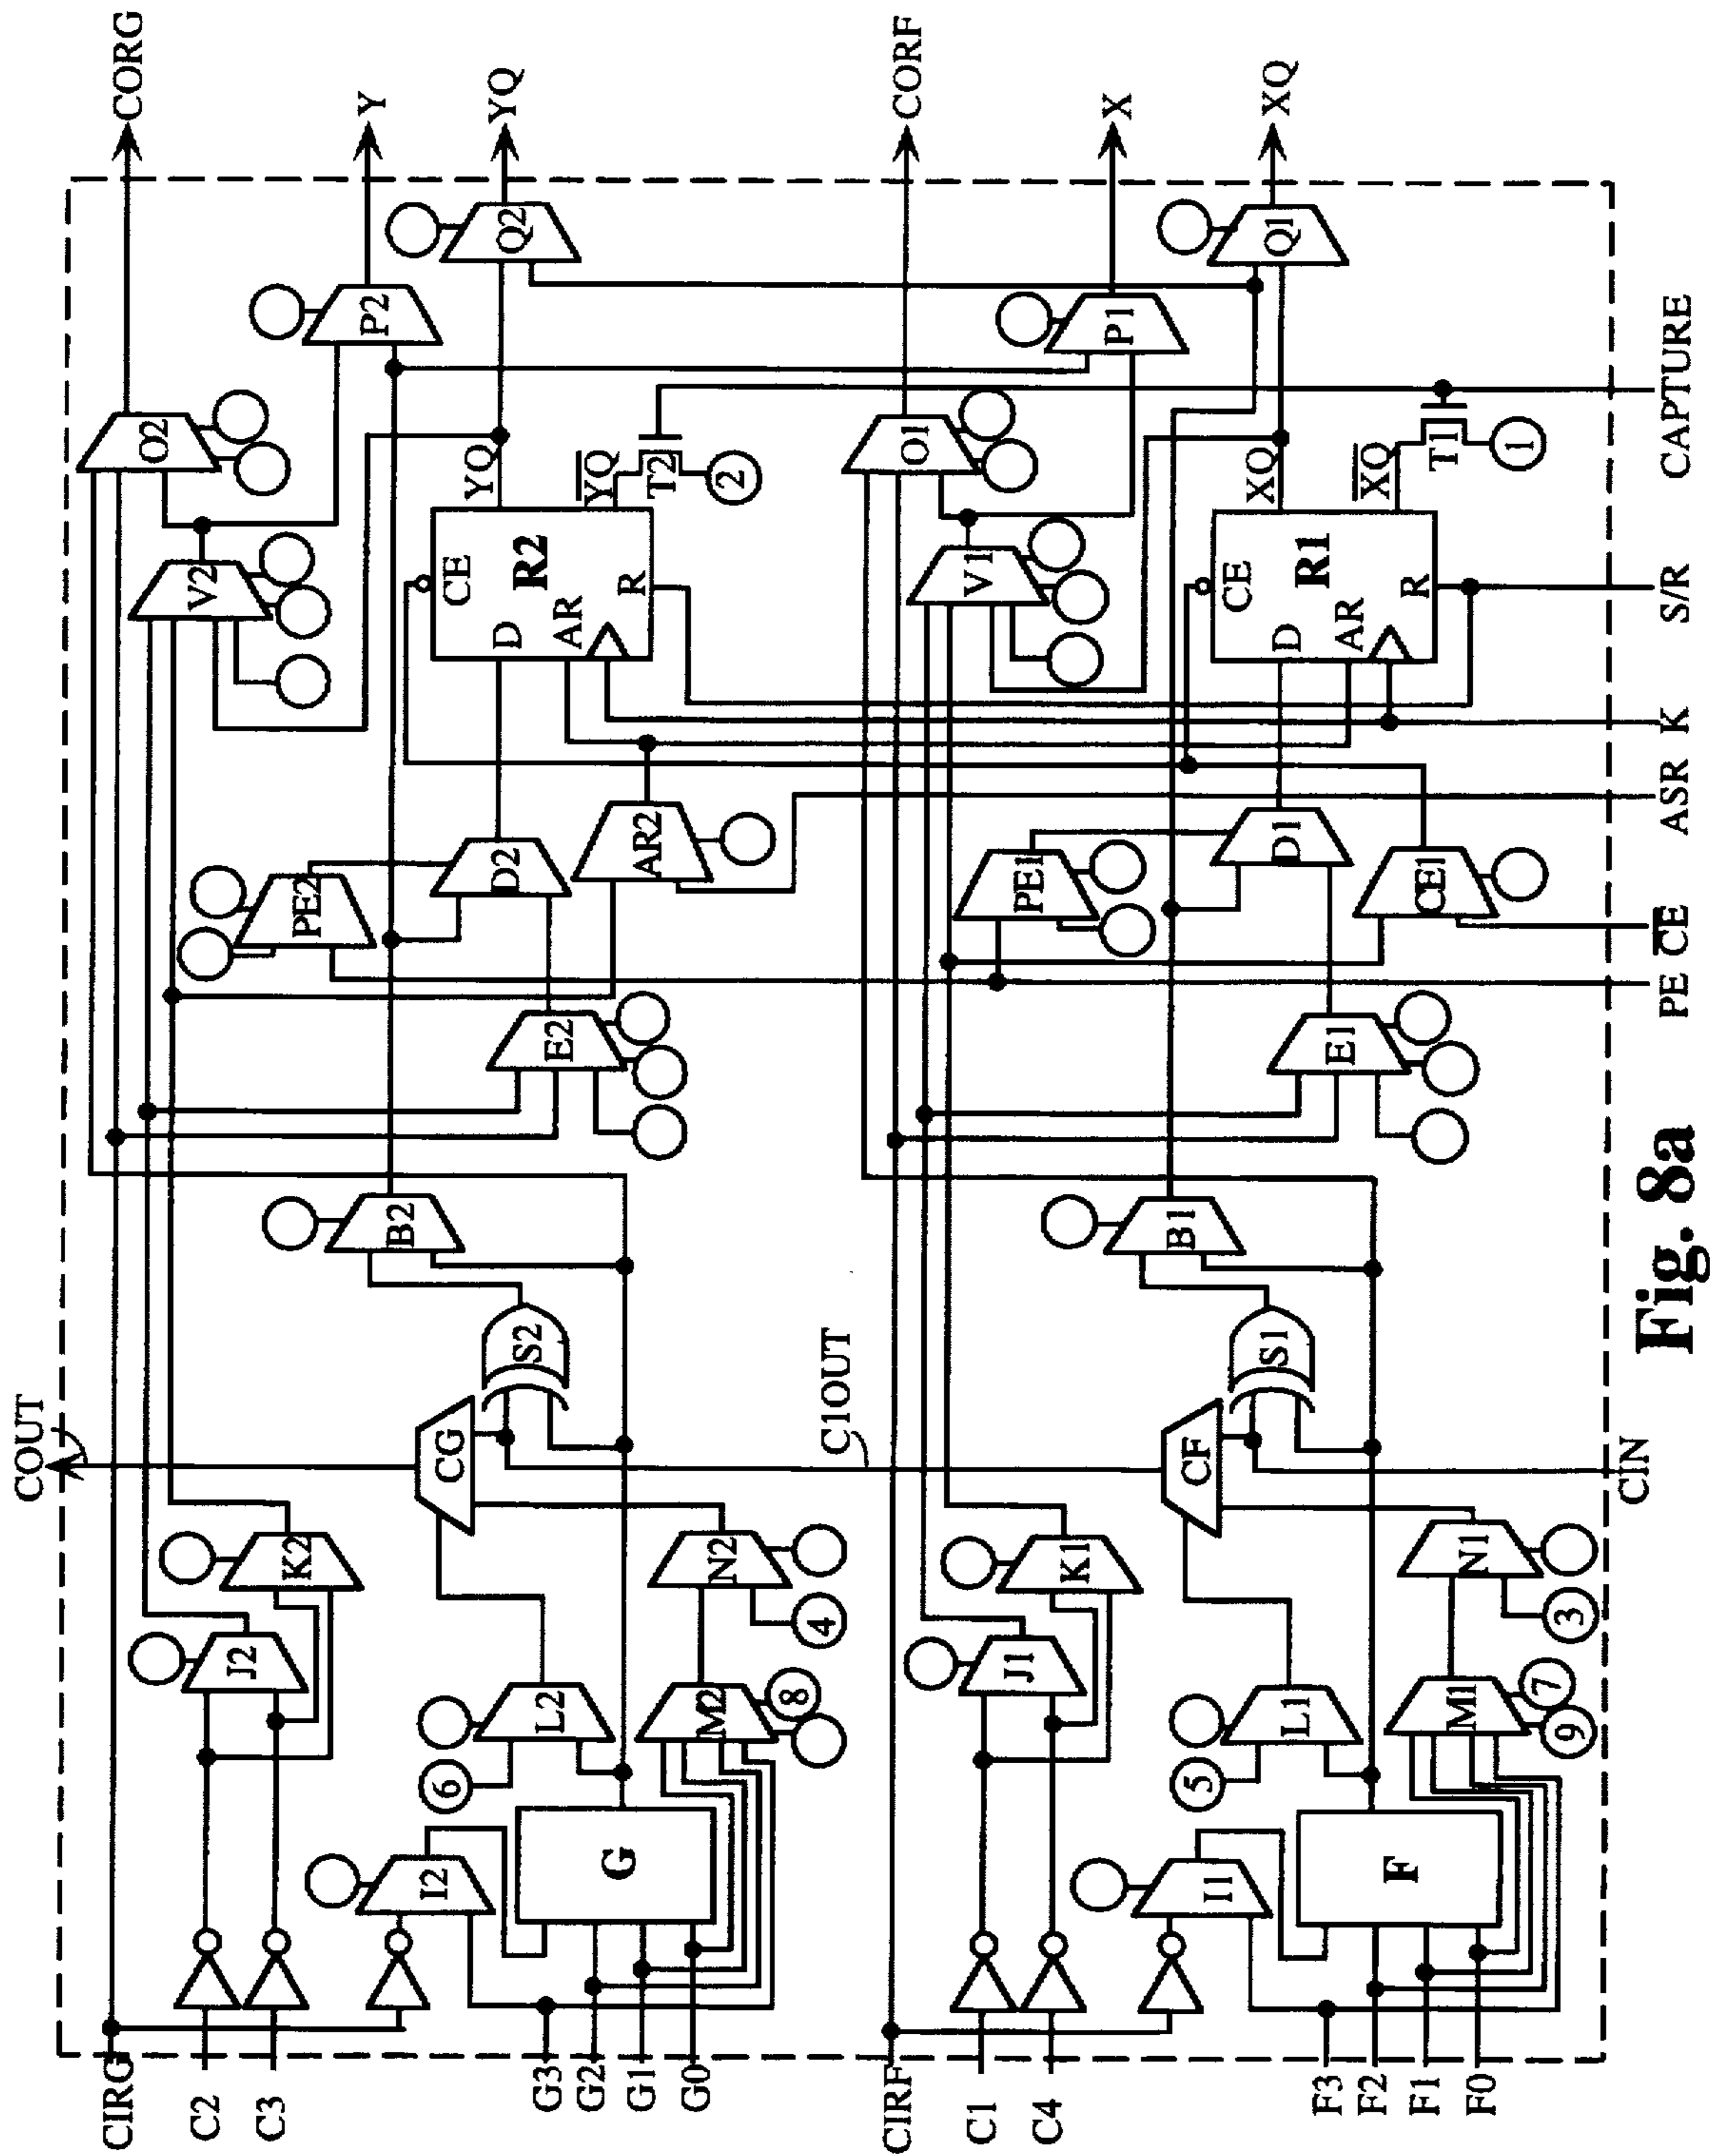 CORG
Y
YQ
CORF
X
XQ
Q2
P2
Q1
P1
O2
O1
YQ
YQ
T2
2
XQ
XQ
T1
1
CAPTURE
V2
CE
R2
D
AR
R
V1
CE
R1
D
AR
R
S/R
K
ASR
D2
AR2
PE2
D1
PE1
CE1
CE
PE
E2
E1
B2
B1
S2
S1
COUT
CG
C1OUT
CF
CIN
K2
N2
4
K1
N1
3
J2
L2
M2
8
6
J1
L1
M1
7
9
5
I2
G
I1
F
CIRG
C2
C3
G3
G2
G1
G0
CIRF
C1
C4
F3
F2
F1
F0
Fig. 8a